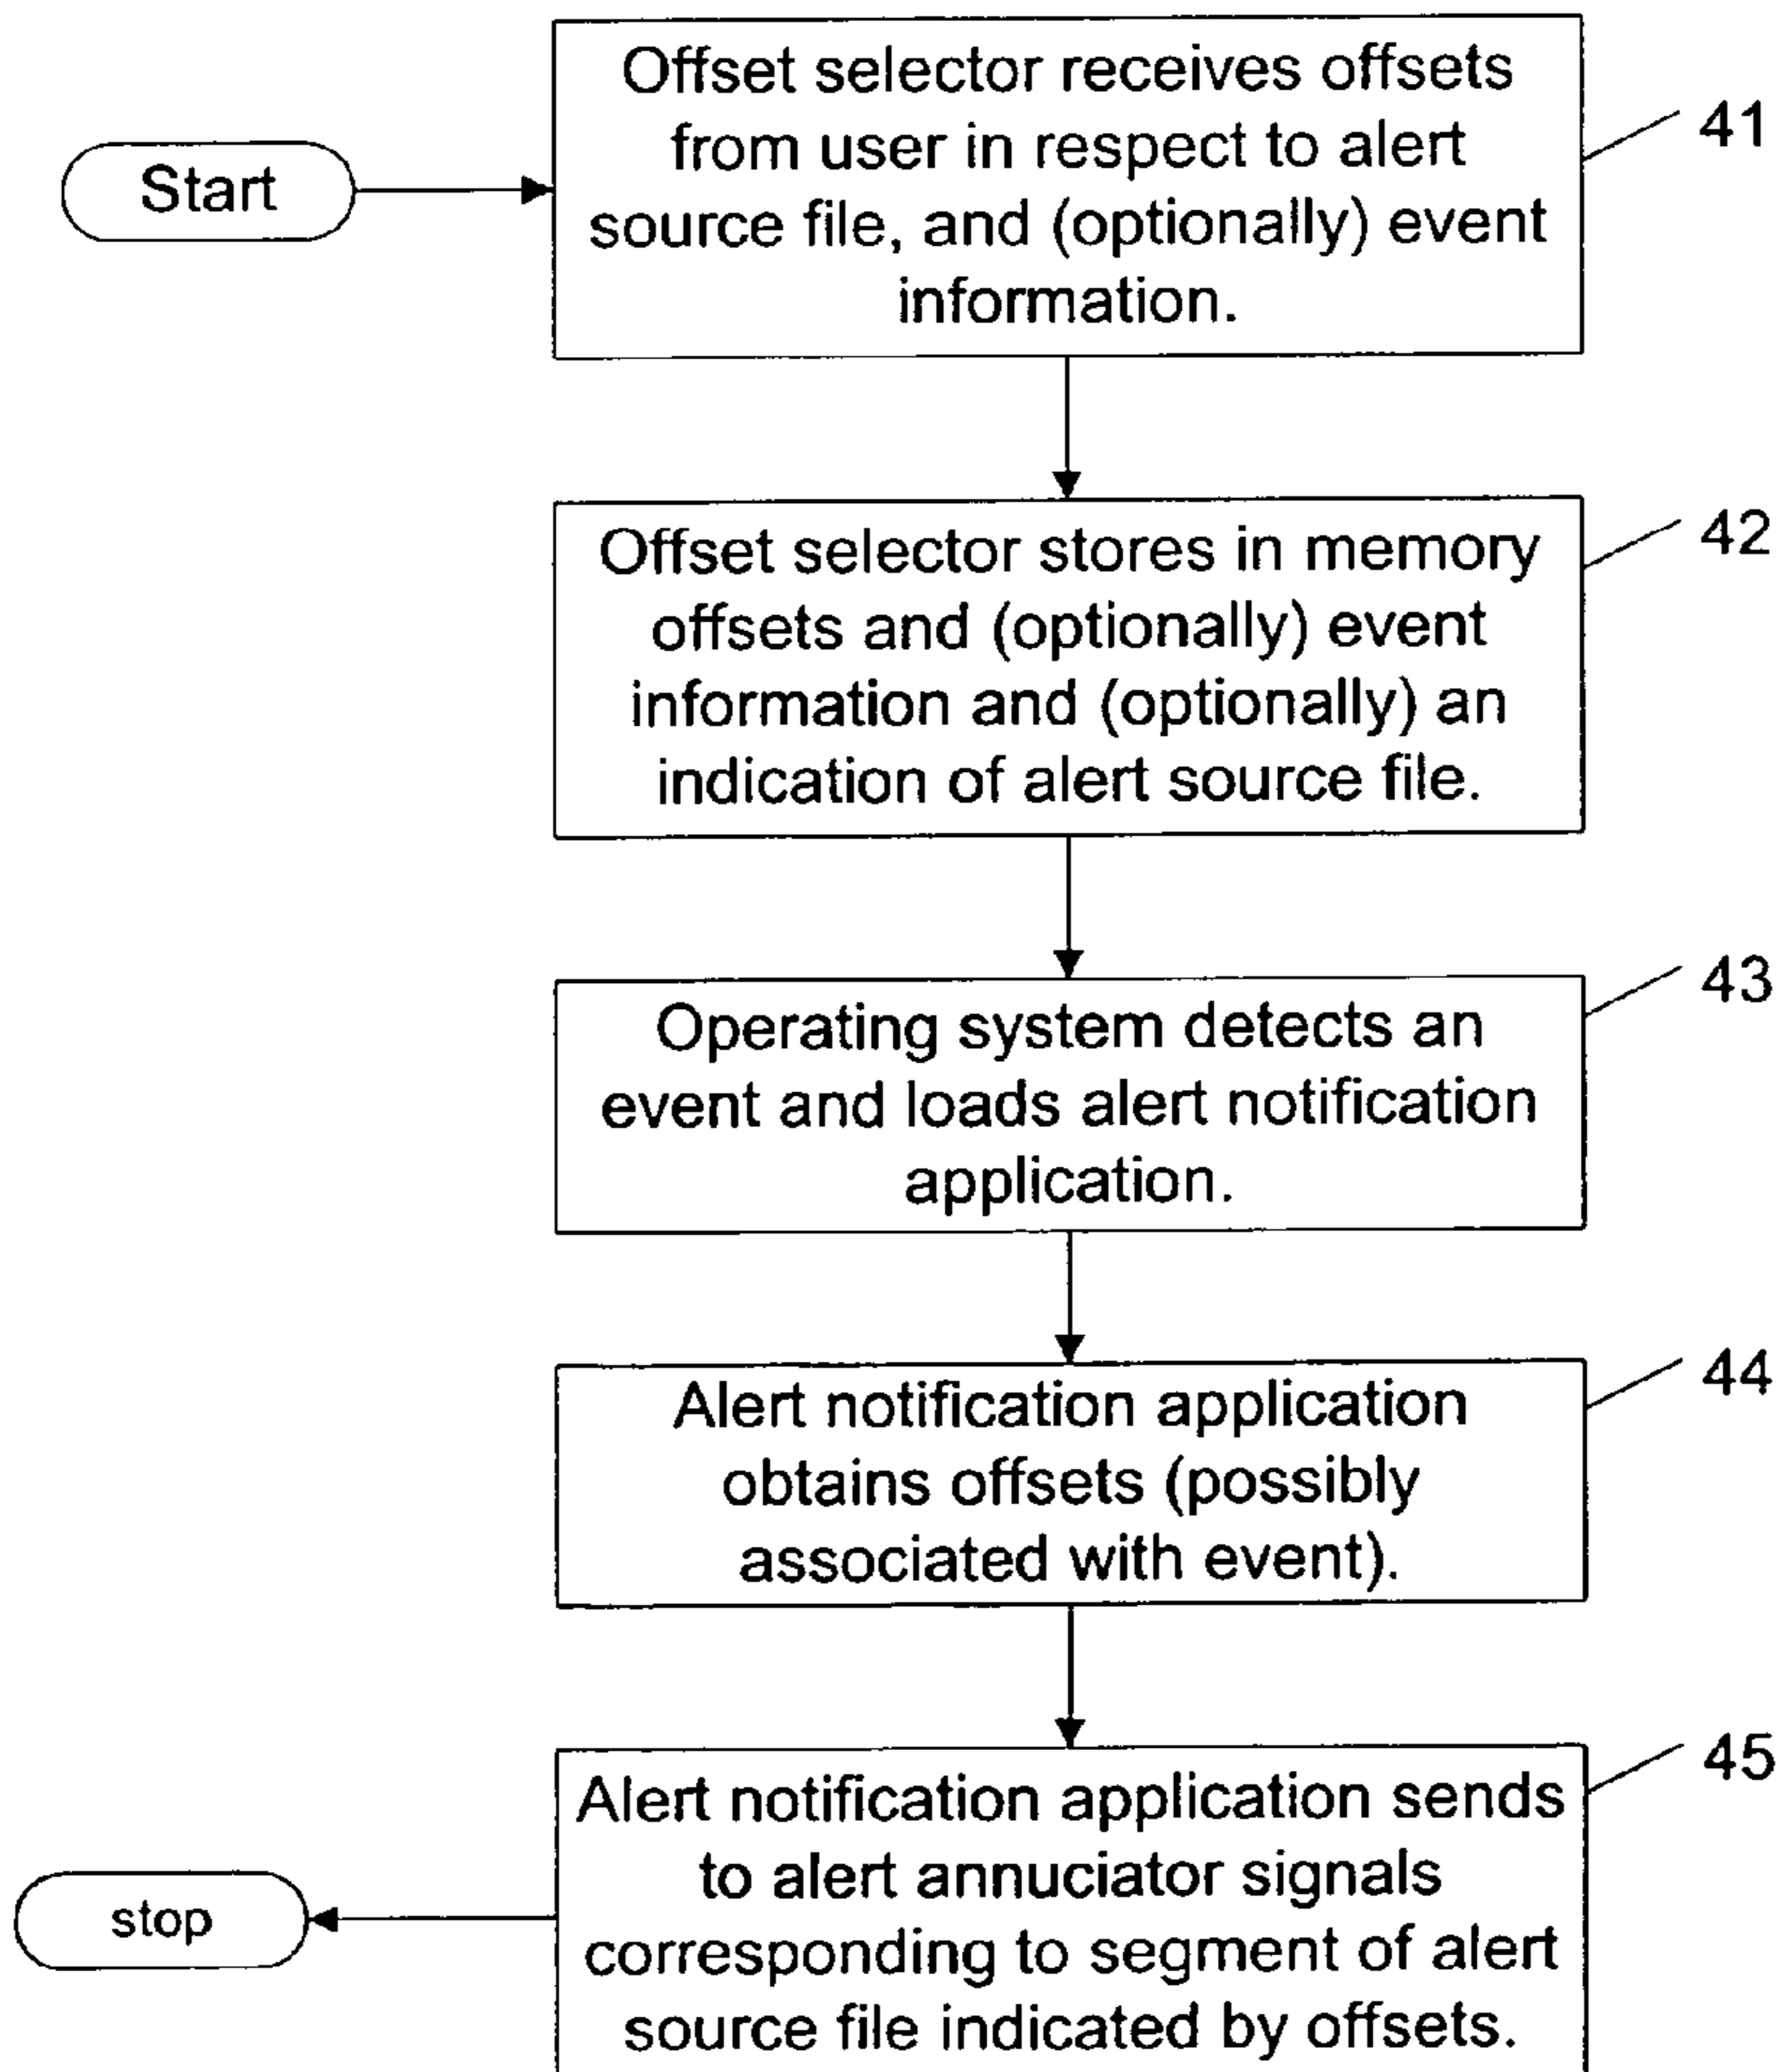 Start
Offset selector receives offsets
from user in respect to alert
source file, and (optionally) event
information.
41
Offset selector stores in memory
offsets and (optionally) event
information and (optionally) an
indication of alert source file.
42
Operating system detects an
event and loads alert notification
application.
43
Alert notification application
obtains offsets (possibly
associated with event).
44
Alert notification application sends
to alert annuciator signals
corresponding to segment of alert
source file indicated by offsets.
45
stop